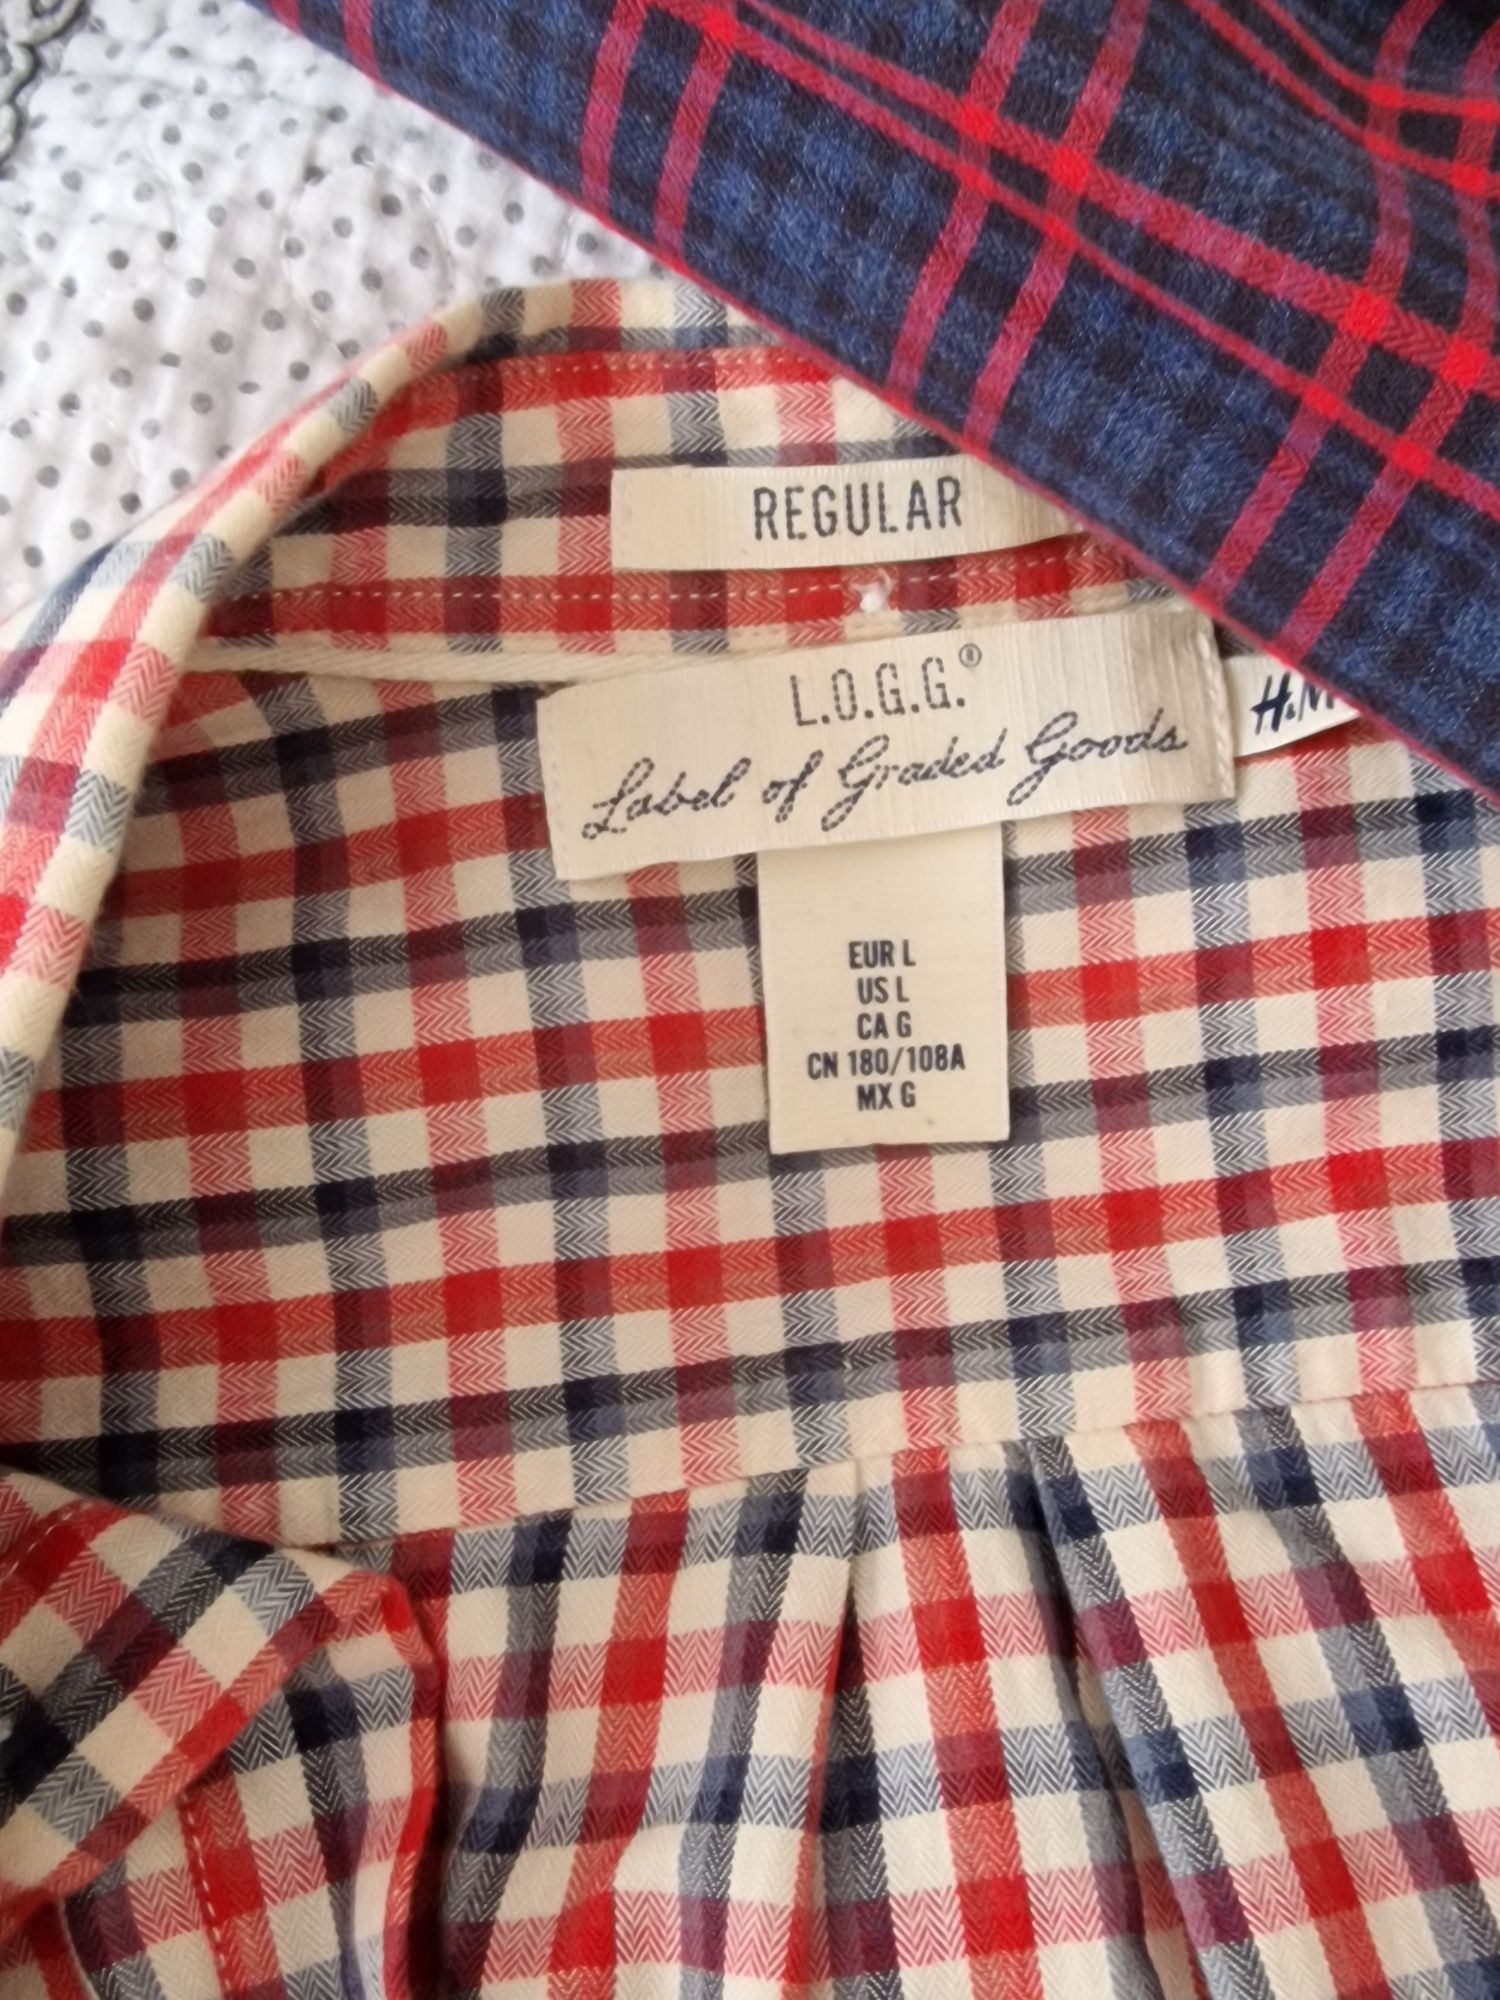 REGULAR
L.O.G.G.®
Label of Graded Goods
H&M
EUR L
US L
CA G
CN 180/108A
MX G